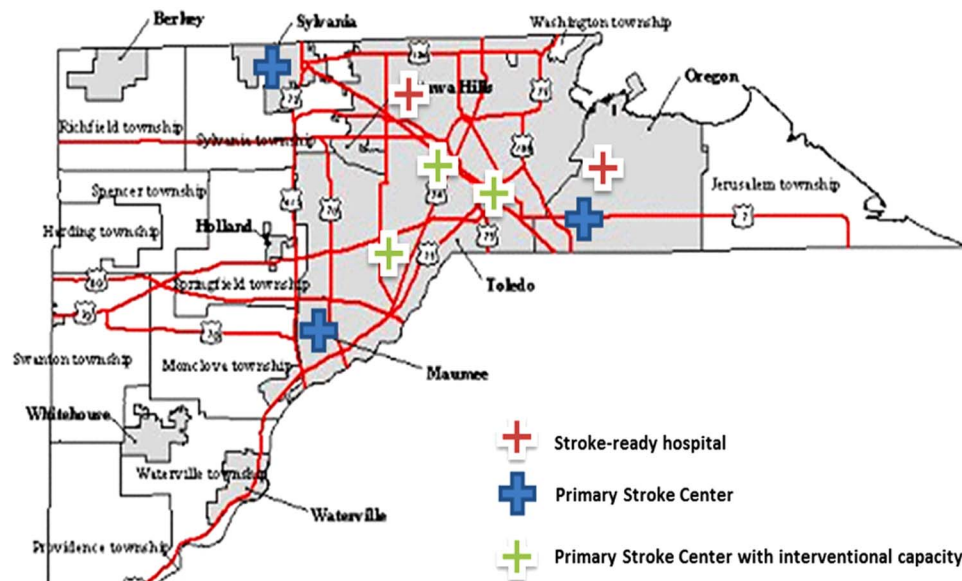 Berkey
Sylvania
Washington township
Oregon
Richfield township
Sylvania township
Spencer township
Jerusalem township
Harding township
Holland
Springfield township
Toledo
Swanton township
Monclova township
Maumee
Whitehouse
Waterville township
Waterville
Providence township
Stroke-ready hospital
Primary Stroke Center
Primary Stroke Center with interventional capacity